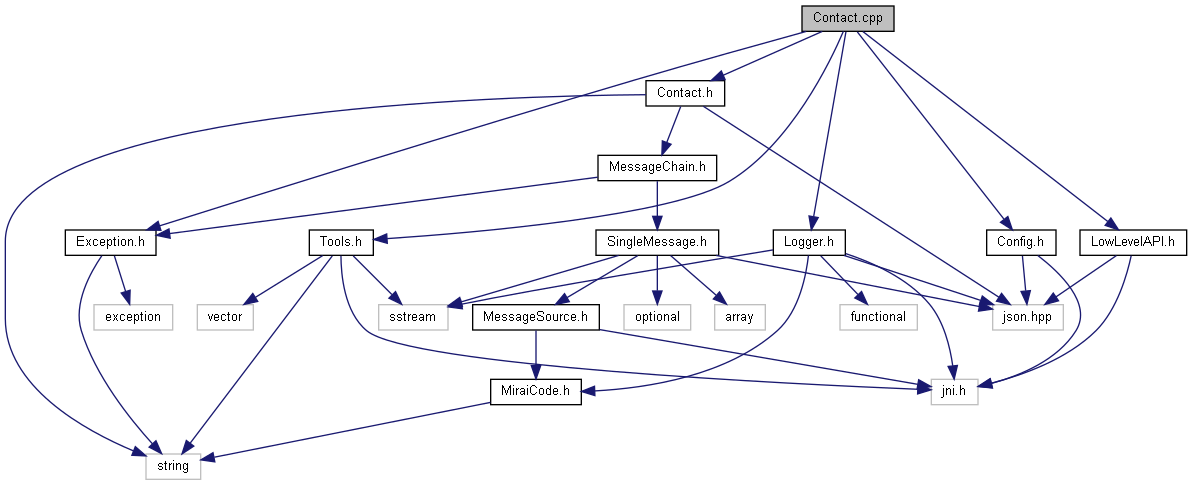 Contact.cpp
Contact.h
MessageChain.h
Exception.h
Tools.h
SingleMessage.h
Logger.h
Config.h
LowLevelAPI.h
exception
vector
sstream
MessageSource.h
optional
array
functional
json.hpp
MiraiCode.h
jni.h
string